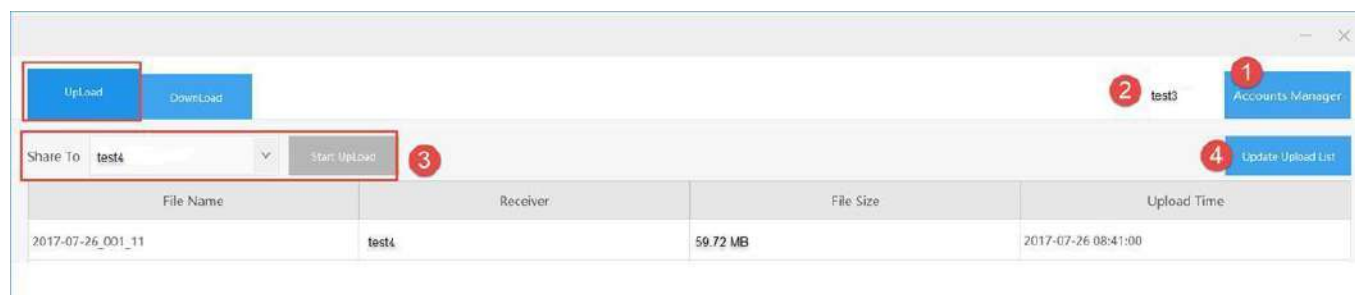 1
UpLoad DownLoad 2 test3 Accounts Manager
Share To test4 Start UpLoad 3 4 Update Upload List
File Name Receiver File Size Upload Time
2017-07-26_001_11 test4 59.72 MB 2017-07-26 08:41:00